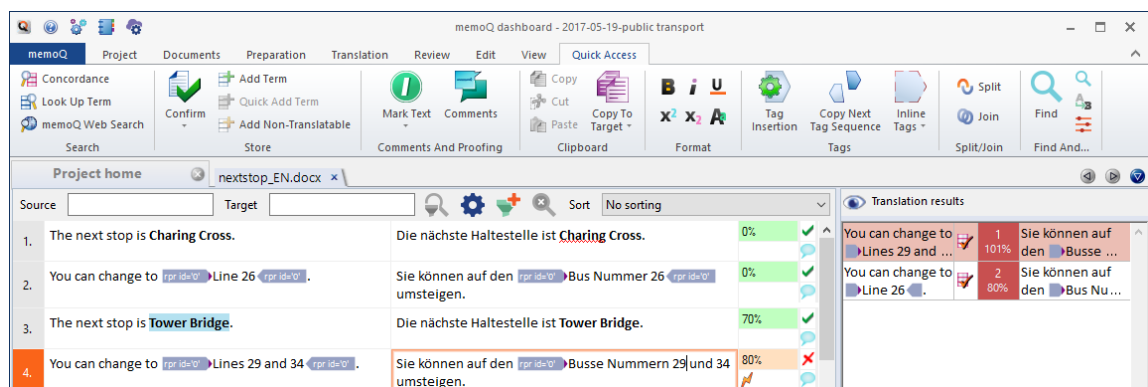 memoQ dashboard - 2017-05-19-public transport
memoQ Project Documents Preparation Translation Review Edit View Quick Access
Concordance
Look Up Term
memoQ Web Search
Search
Confirm
Add Term
Quick Add Term
Add Non-Translatable
Store
Mark Text
Comments
Comments And Proofing
Copy
Cut
Paste
Copy To
Target
Clipboard
B i U
X² X₂ A
Format
Tag
Insertion
Copy Next
Tag Sequence
Inline
Tags
Tags
Split
Join
Split/Join
Find
Find And...
Project home nextstop_EN.docx
Source Target Sort No sorting
1. The next stop is Charing Cross. Die nächste Haltestelle ist Charing Cross. 0%
2. You can change to rpr id='0' Line 26 rpr id='0' . Sie können auf den rpr id='0' Bus Nummer 26 rpr id='0' 0%
umsteigen.
3. The next stop is Tower Bridge. Die nächste Haltestelle ist Tower Bridge. 70%
4. You can change to rpr id='0' Lines 29 and 34 rpr id='0' . Sie können auf den rpr id='0' Busse Nummern 29 und 34 80%
umsteigen.
Translation results
You can change to 1 Sie können auf
Lines 29 and ... 101% den Busse ...
You can change to 2 Sie können auf
Line 26 . 80% den Bus Nu...